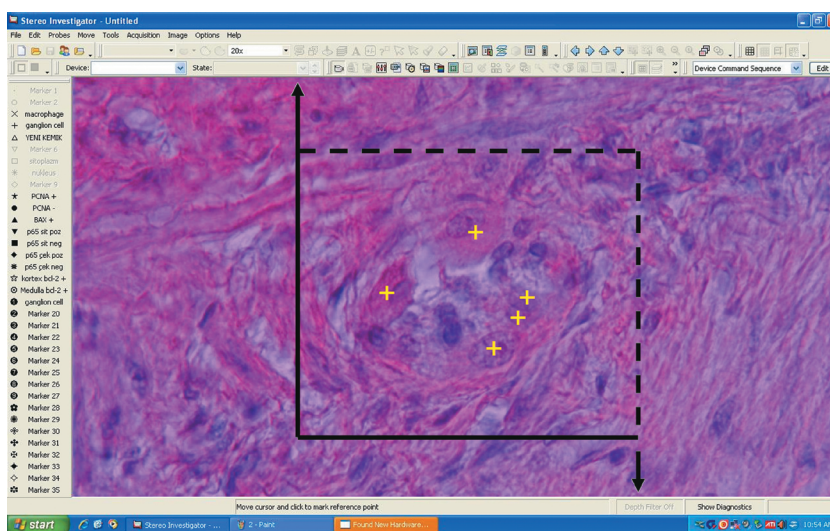 Stereo Investigator - Untitled
File Edit Probes Move Tools Acquisition Image Options Help
20x
Device: State: Device Command Sequence Edit
Marker 1
Marker 2
macrophage
ganglion cell
YENI KEMIK
Marker 6
sitoplazm
nukleus
Marker 9
PCNA +
PCNA -
BAX +
p65 sit poz
p65 sit neg
p65 çek poz
p65 çek neg
kortex bcl-2 +
Medulla bcl-2 +
ganglion cell
Marker 20
Marker 21
Marker 22
Marker 23
Marker 24
Marker 25
Marker 26
Marker 27
Marker 28
Marker 29
Marker 30
Marker 31
Marker 32
Marker 33
Marker 34
Marker 35
Move cursor and click to mark reference point Depth Filter Off Show Diagnostics
start Stereo Investigator - ... 2 - Paint Found New Hardware... 10:54 AM